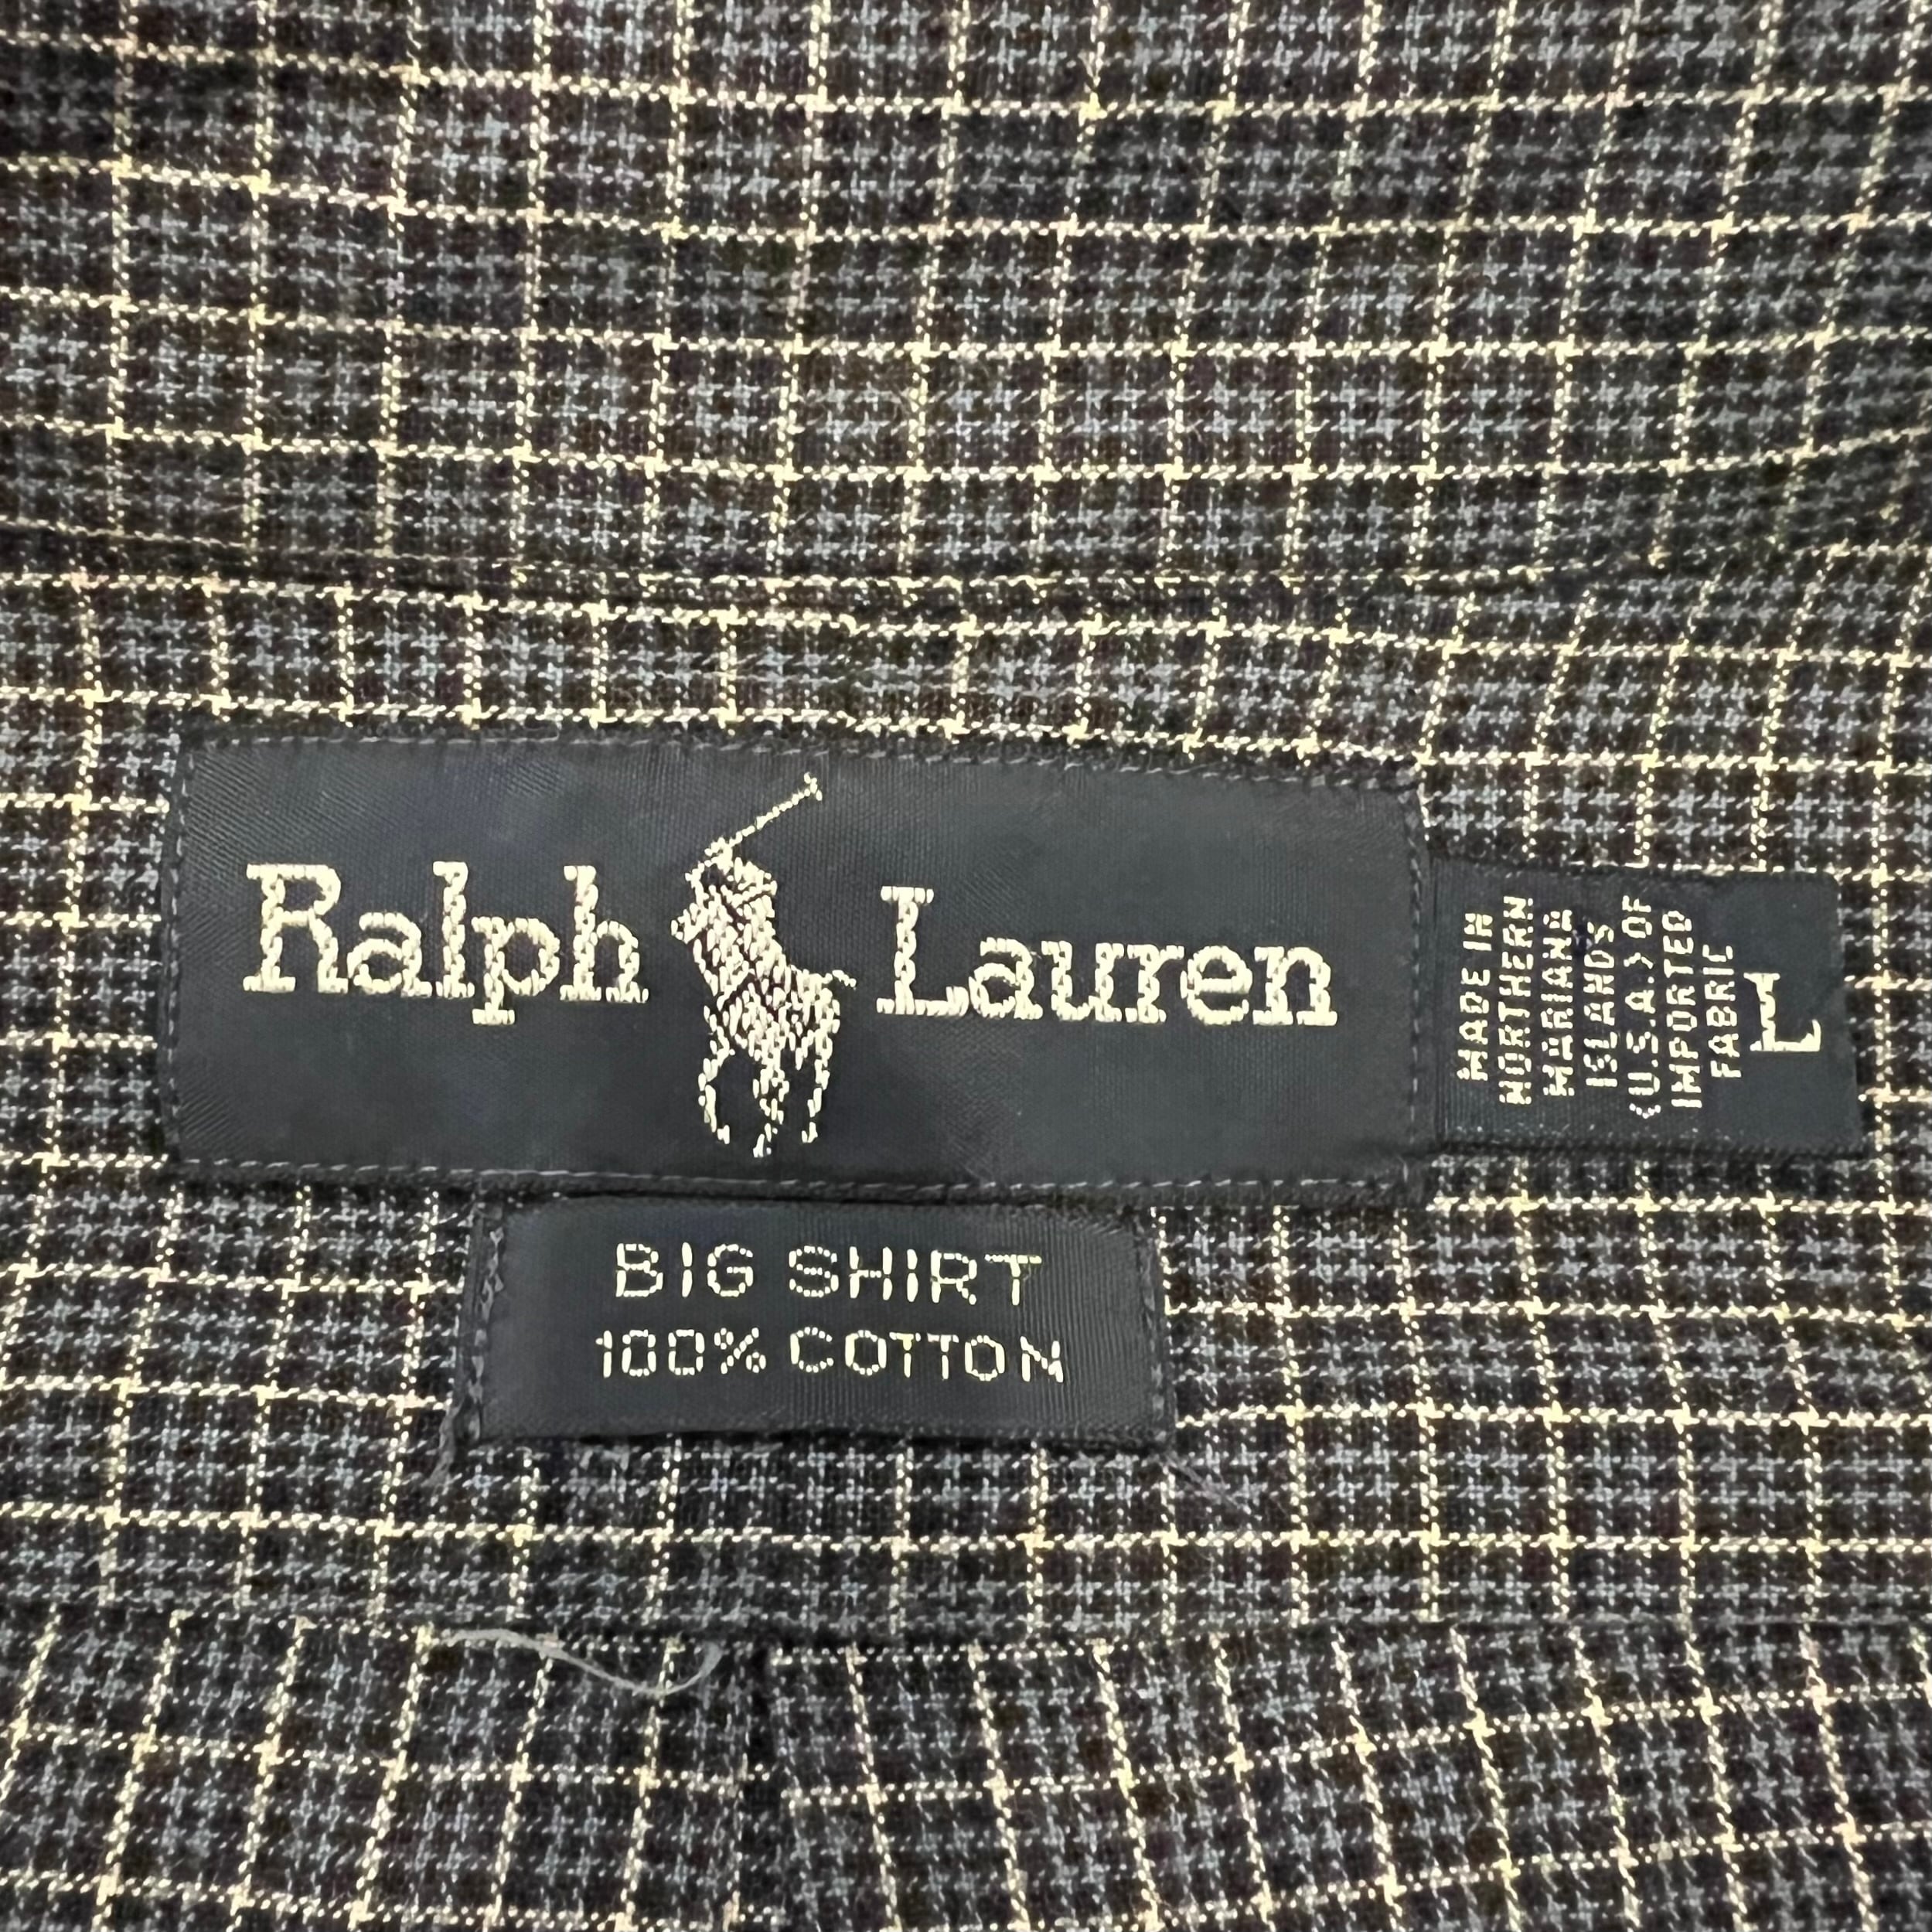 Ralph Lauren
MADE IN
NORTHERN
MARIANA
ISLANDS
(U.S.A.) OF
IMPORTED
FABRIC
L
BIG SHIRT
100% COTTON